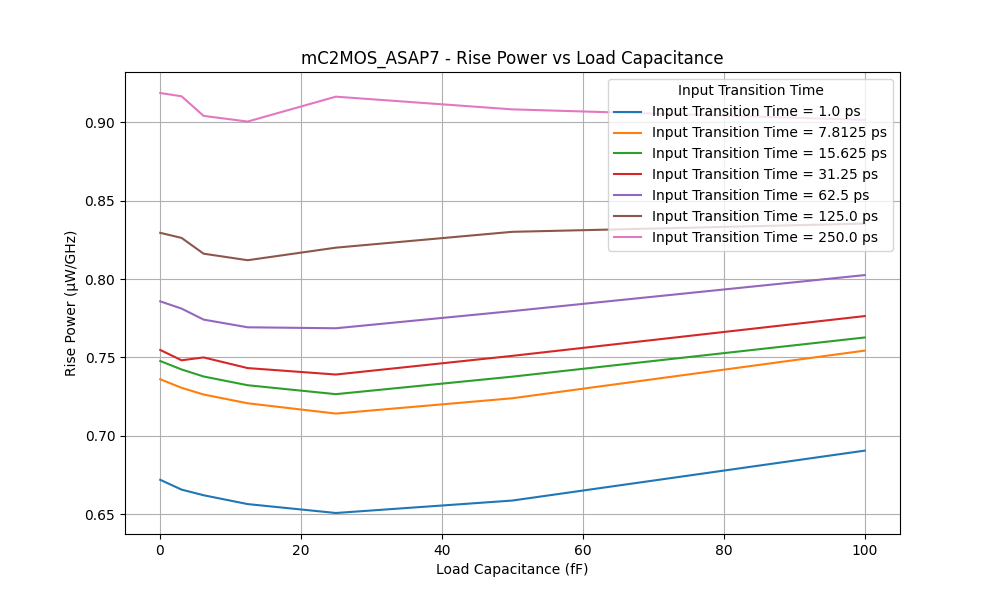 mC2MOS_ASAP7 - Rise Power vs Load Capacitance
Input Transition Time
Input Transition Time = 1.0 ps
Input Transition Time = 7.8125 ps
Input Transition Time = 15.625 ps
Input Transition Time = 31.25 ps
Input Transition Time = 62.5 ps
Input Transition Time = 125.0 ps
Input Transition Time = 250.0 ps
Rise Power (μW/GHz)
0.90
0.85
0.80
0.75
0.70
0.65
0 20 40 60 80 100
Load Capacitance (fF)